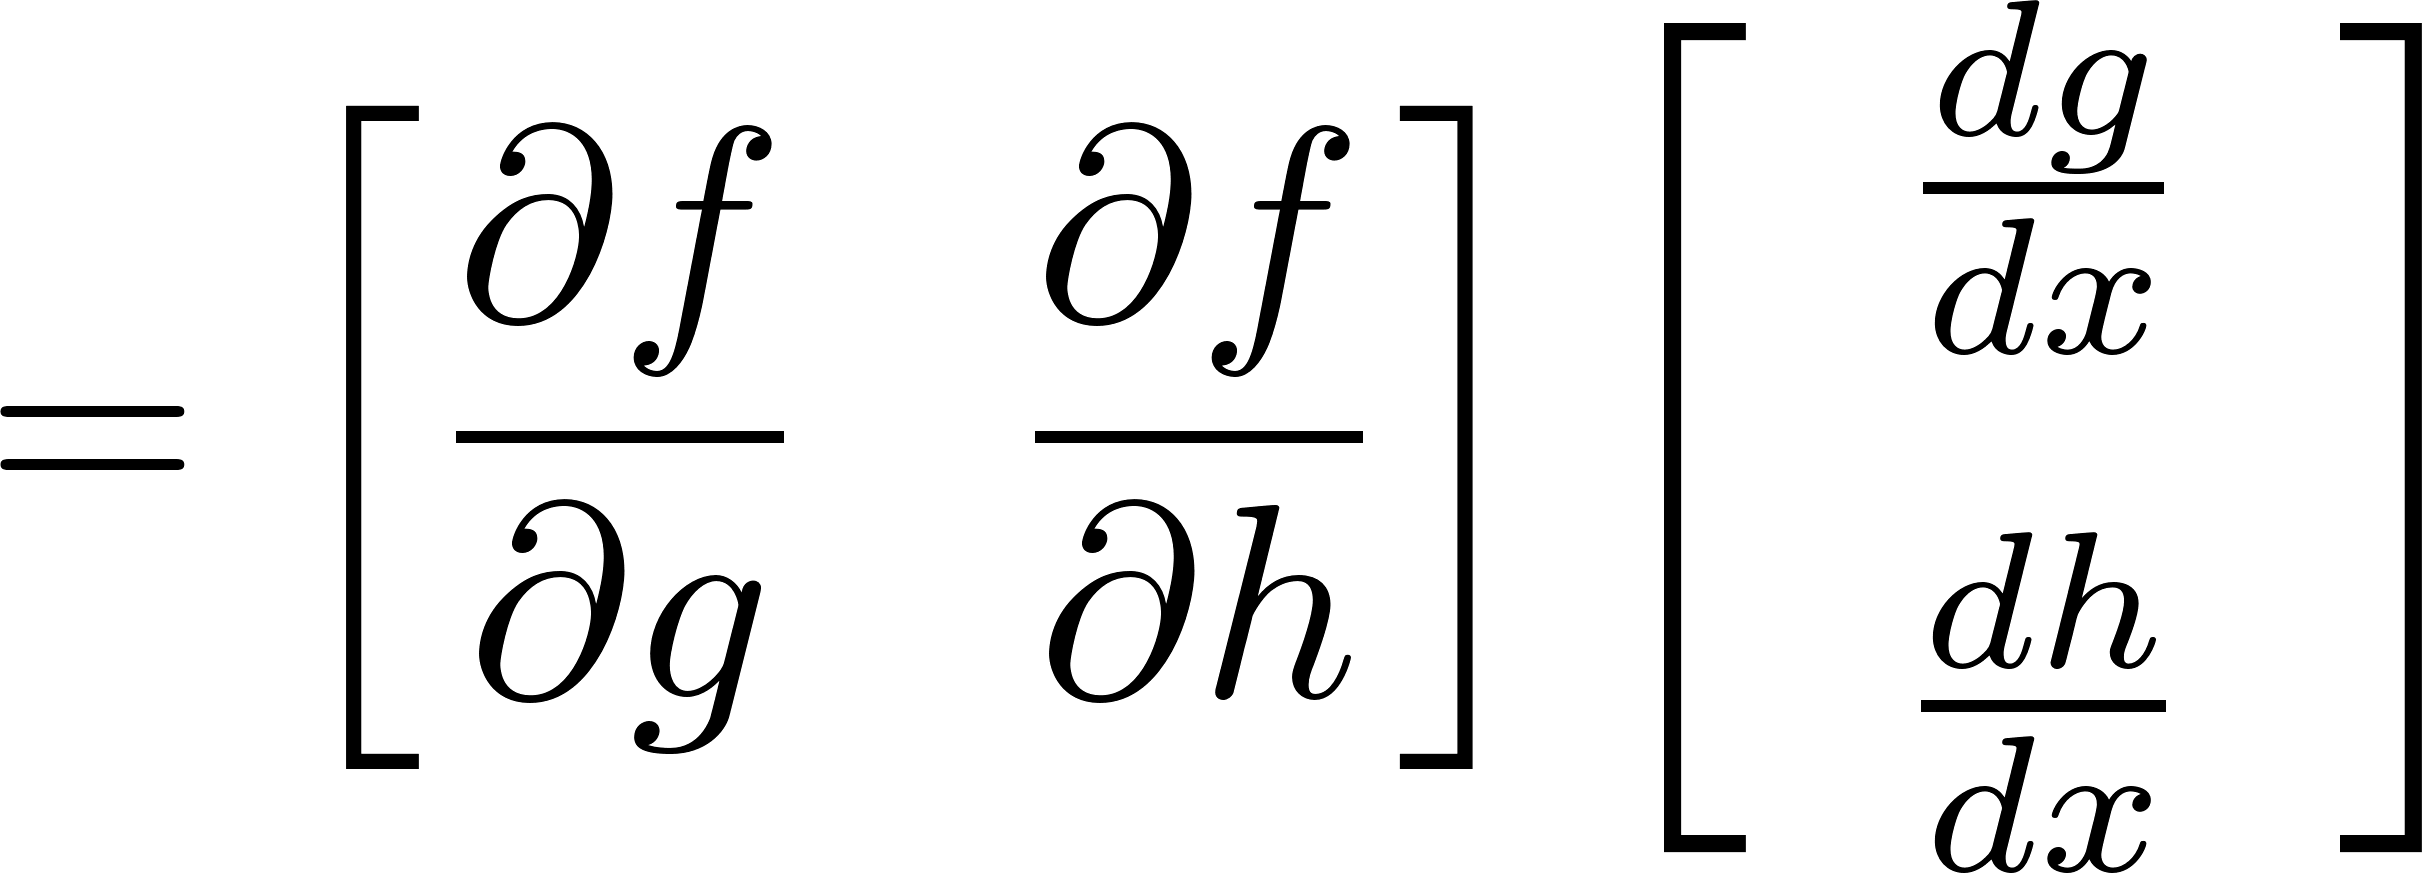 = [ ∂f/∂g ∂f/∂h ] [ dg/dx dh/dx ]